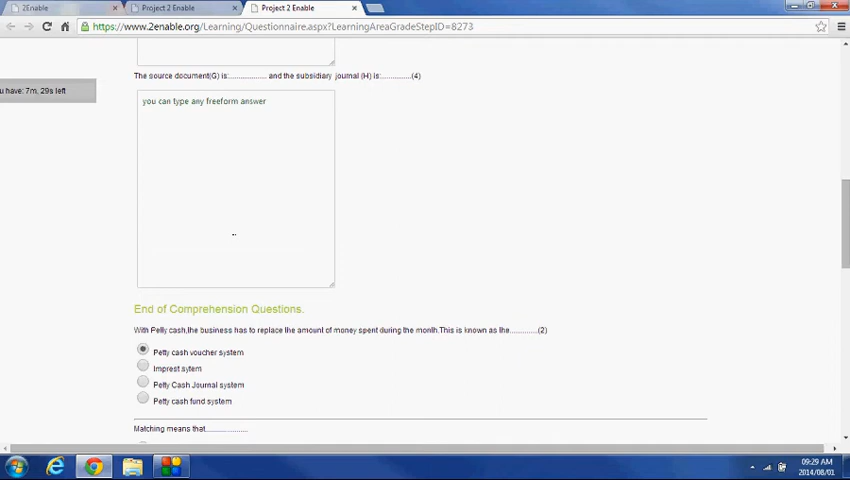 2Enable
Project 2 Enable
Project 2 Enable
https://www.2enable.org/Learning/Questionnaire.aspx?LearningAreaGradeStepID=8273
The source document(G) is:................. and the subsidiary journal (H) is:..............(4)
u have: 7m, 29s left
you can type any freeform answer
End of Comprehension Questions.
With Petty cash,the business has to replace the amount of money spent during the month.This is known as the.............(2)
Petty cash voucher system
Imprest sytem
Petty Cash Journal system
Petty cash fund system
Matching means that...................
09:29 AM
2014/08/01